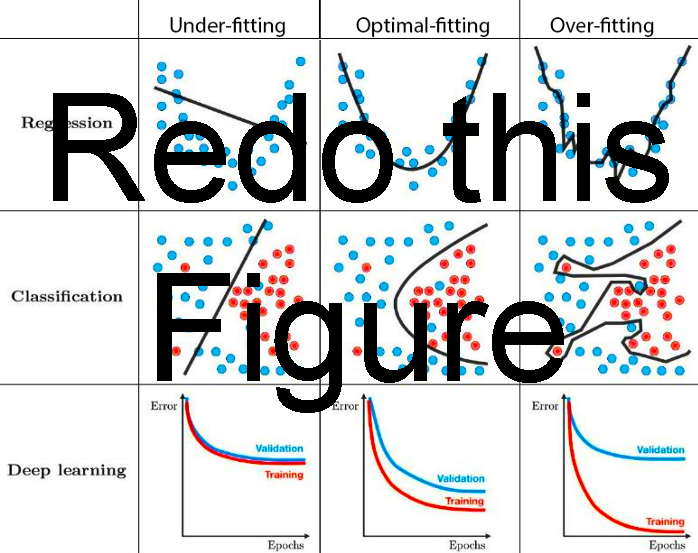 Under-fitting Optimal-fitting Over-fitting
Regression
Redo this
Classification
Figure
Error Error Error
Validation Validation Validation
Training Training Training
Deep learning
Epochs Epochs Epochs